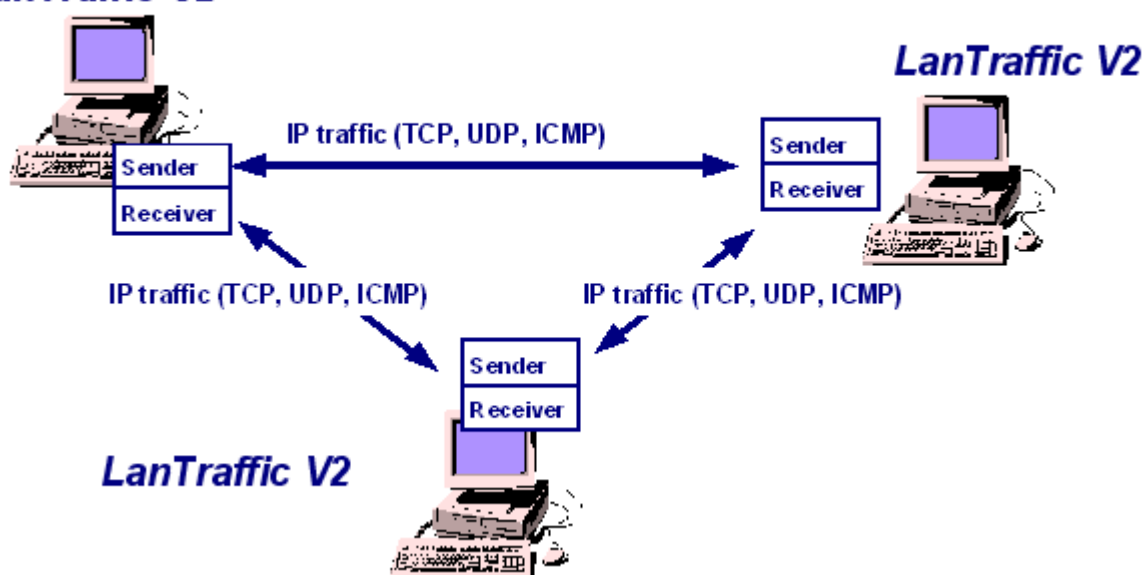 LanTraffic V2
IP traffic (TCP, UDP, ICMP)
Sender
Receiver
Sender
Receiver
IP traffic (TCP, UDP, ICMP)
IP traffic (TCP, UDP, ICMP)
Sender
Receiver
LanTraffic V2